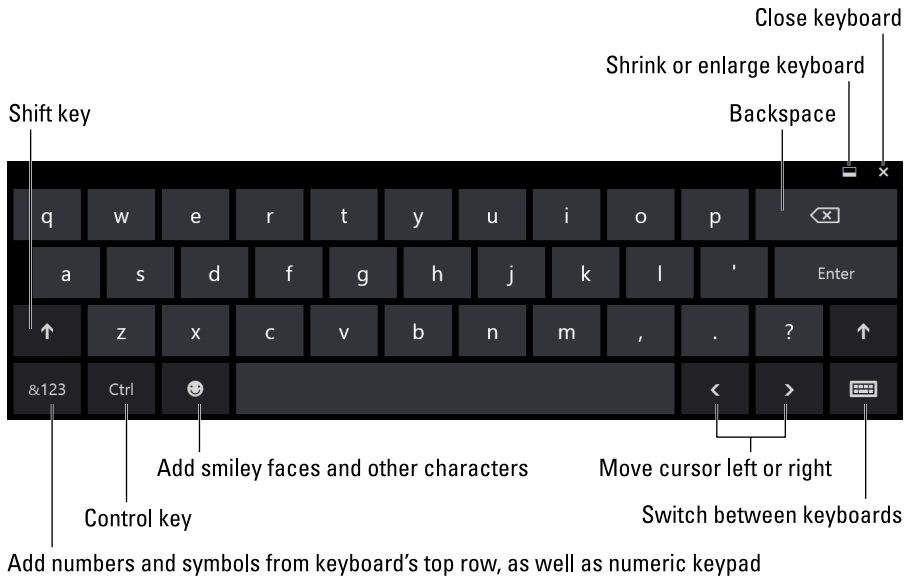 Close keyboard
Shrink or enlarge keyboard
Shift key
Backspace
q w e r t y u i o p
a s d f g h j k l ' Enter
z x c v b n m , . ?
&123 Ctrl < >
Add smiley faces and other characters
Move cursor left or right
Control key
Switch between keyboards
Add numbers and symbols from keyboard's top row, as well as numeric keypad